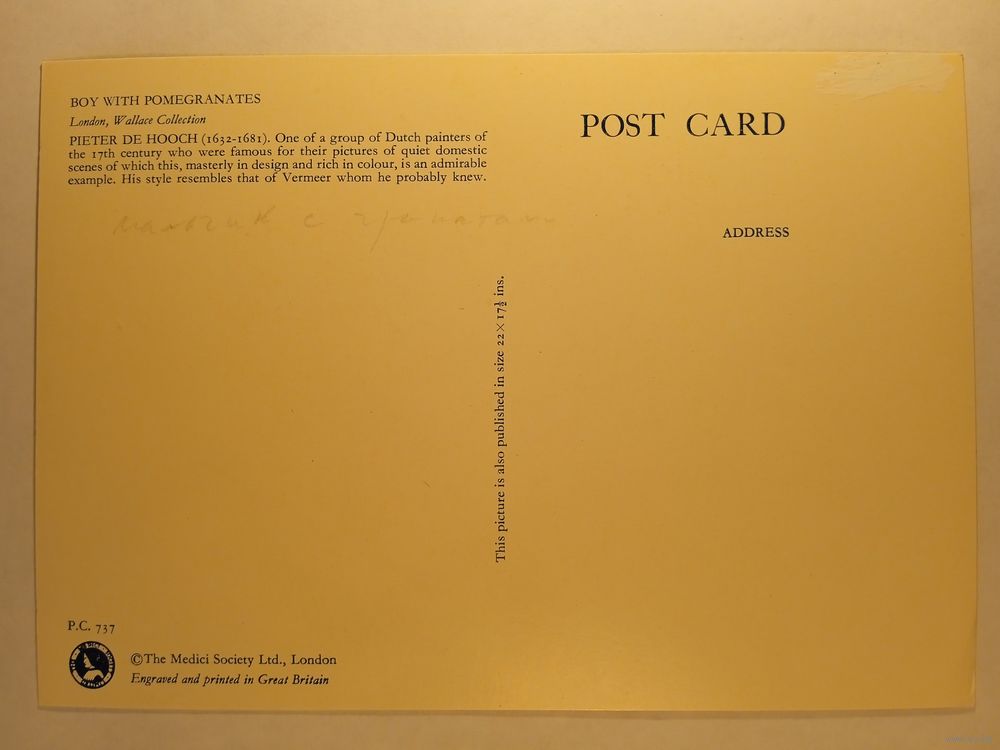 BOY WITH POMEGRANATES
London, Wallace Collection
PIETER DE HOOCH (1632-1681). One of a group of Dutch painters of
the 17th century who were famous for their pictures of quiet domestic
scenes of which this, masterly in design and rich in colour, is an admirable
example. His style resembles that of Vermeer whom he probably knew.
мальчик с гранатами
POST CARD
ADDRESS
This picture is also published in size 22 × 17½ ins.
P.C. 737
©The Medici Society Ltd., London
Engraved and printed in Great Britain